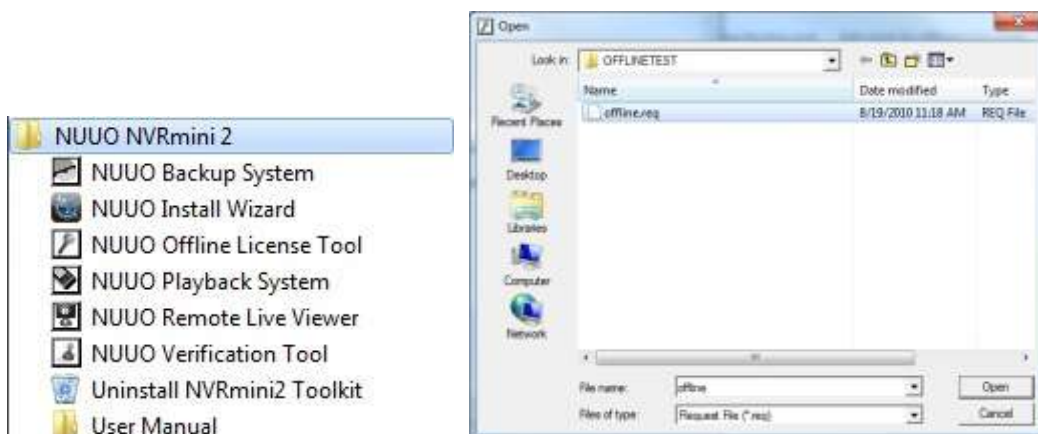 NUUO NVRmini 2
NUUO Backup System
NUUO Install Wizard
NUUO Offline License Tool
NUUO Playback System
NUUO Remote Live Viewer
NUUO Verification Tool
Uninstall NVRmini2 Toolkit
User Manual
Open
Look in: OFFLINETEST
Name Date modified Type
offline.req 8/19/2010 11:18 AM REQ File
Recent Places
Desktop
Libraries
Computer
Network
File name: offline Open
Files of type: Request File (*.req) Cancel